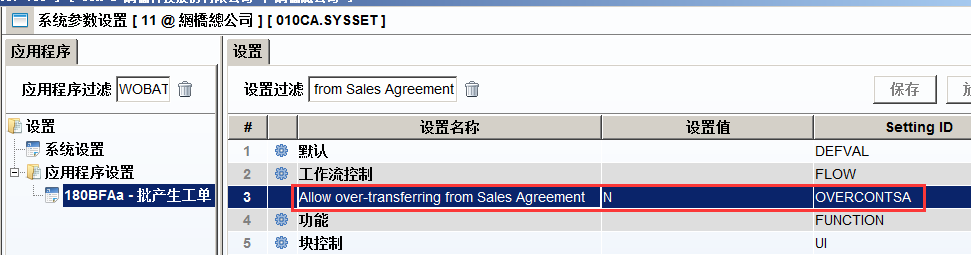 系统参数设置 [ 11 @ 網橋總公司 ] [ 010CA.SYSSET ]
应用程序
设置
应用程序过滤 WOBAT
设置过滤 from Sales Agreement
保存
设置
系统设置
应用程序设置
180BFAa - 批产生工单
# 设置名称 设置值 Setting ID
1 默认 DEFVAL
2 工作流控制 FLOW
3 Allow over-transferring from Sales Agreement N OVERCONTSA
4 功能 FUNCTION
5 块控制 UI